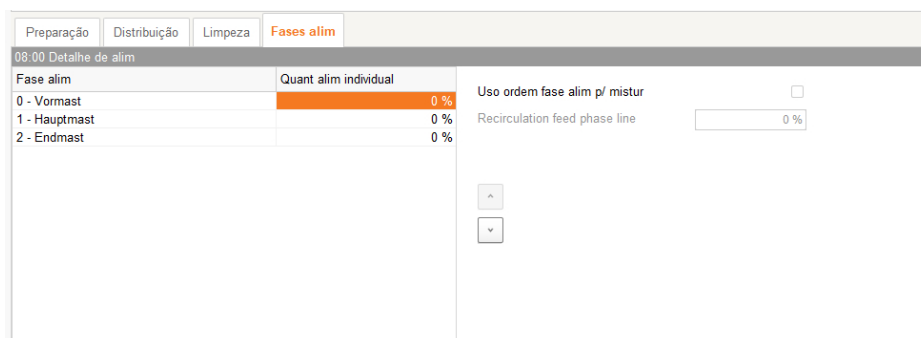 Preparação Distribuição Limpeza Fases alim
08:00 Detalhe de alim
Fase alim Quant alim individual
0 - Vormast 0 %
1 - Hauptmast 0 %
2 - Endmast 0 %
Uso ordem fase alim p/ mistur
Recirculation feed phase line 0 %